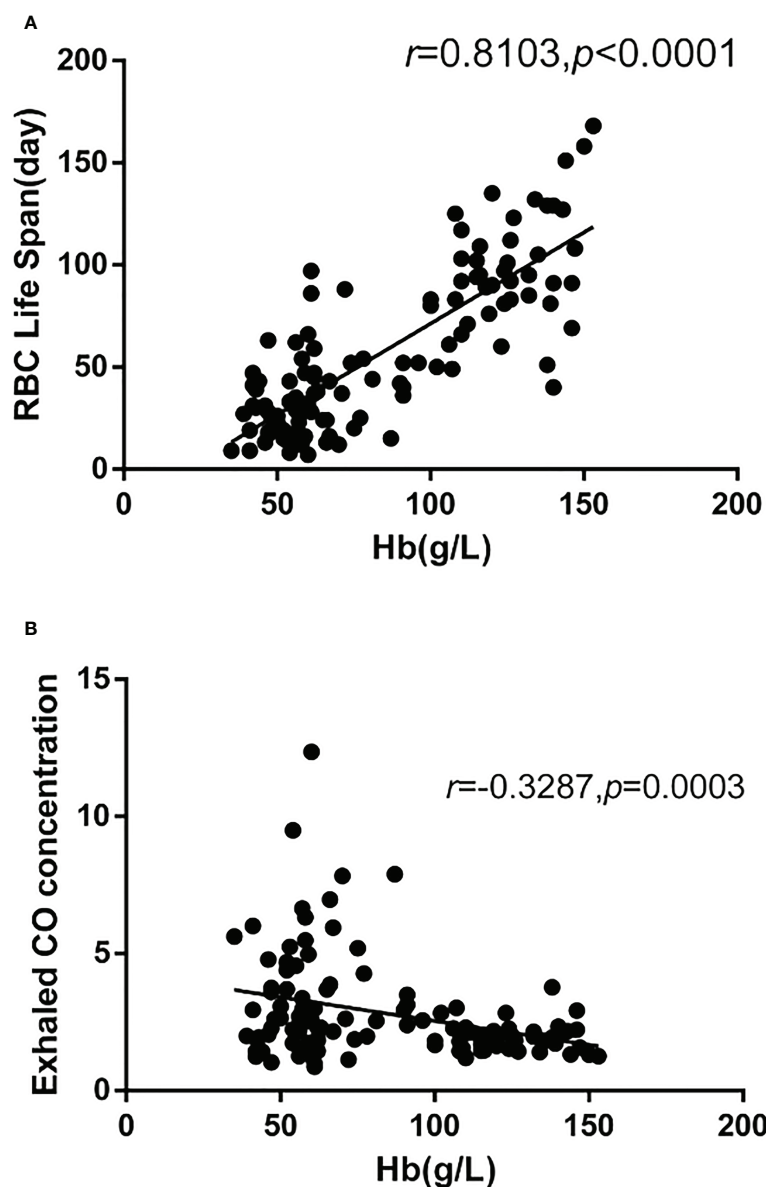 A
r=0.8103,p<0.0001
200
150
100
50
0
RBC Life Span(day)
0 50 100 150 200
Hb(g/L)
B
r=-0.3287,p=0.0003
15
10
5
0
Exhaled CO concentration
0 50 100 150 200
Hb(g/L)